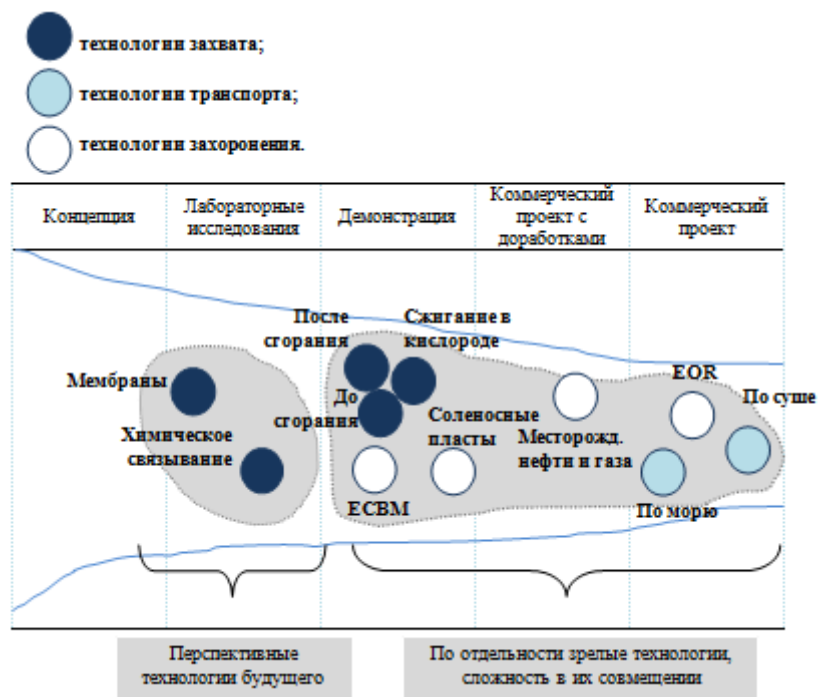 технологии захвата;
технологии транспорта;
технологии захоронения.
Концепция
Лабораторные
исследования
Демонстрация
Коммерческий
проект с
доработками
Коммерческий
проект
После
сгорания
Сжигание в
кислороде
Мембраны
До
сгорания
Химическое
связывание
Соленосные
пласты
ECBM
Месторожд.
нефти и газа
EOR
По суше
По морю
Перспективные
технологии будущего
По отдельности зрелые технологии,
сложность в их совмещении